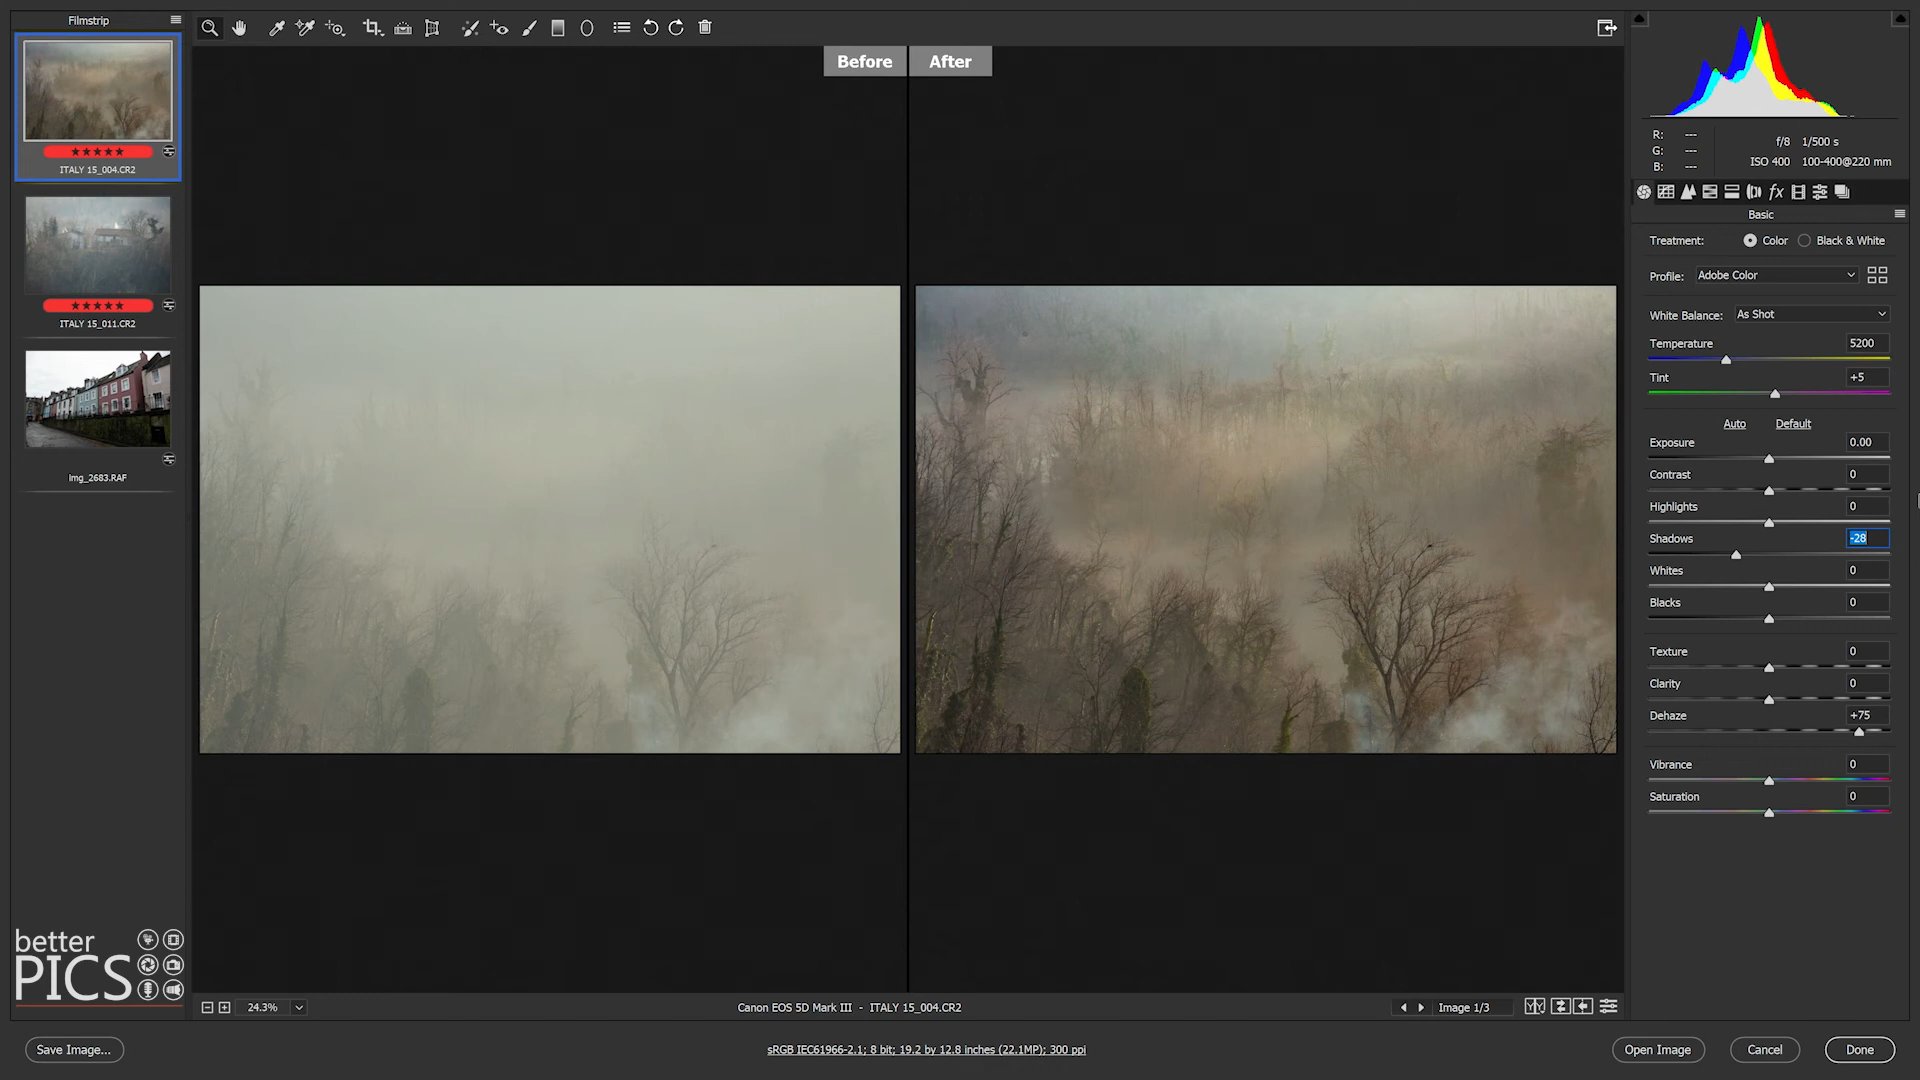 Filmstrip
★★★★★
ITALY 15_004.CR2
★★★★★
ITALY 15_011.CR2
img_2683.RAF
better
PICS
Before
After
R: ---
G: ---
B: ---
f/8 1/500 s
ISO 400 100-400@220 mm
fx
Basic
Treatment: Color Black & White
Profile: Adobe Color
White Balance: As Shot
Temperature 5200
Tint +5
Auto Default
Exposure 0.00
Contrast 0
Highlights 0
Shadows -28
Whites 0
Blacks 0
Texture 0
Clarity 0
Dehaze +75
Vibrance 0
Saturation 0
24.3%
Canon EOS 5D Mark III - ITALY 15_004.CR2
Image 1/3
Save Image...
sRGB IEC61966-2.1; 8 bit; 19.2 by 12.8 inches (22.1MP); 300 ppi
Open Image
Cancel
Done